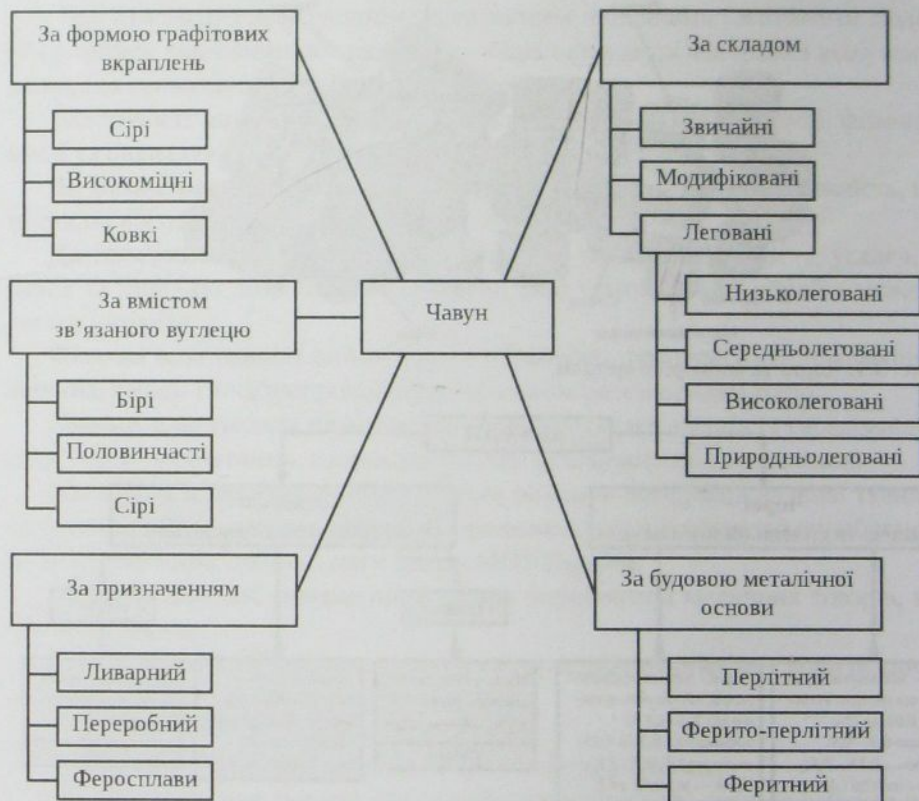 За формою графітових
вкраплень
Сірі
Високоміцні
Ковкі
За вмістом
зв’язаного вуглецю
Бірі
Половинчасті
Сірі
За призначенням
Ливарний
Переробний
Феросплави
Чавун
За складом
Звичайні
Модифіковані
Леговані
Низьколеговані
Середньолеговані
Високолеговані
Природньолеговані
За будовою металічної
основи
Перлітний
Ферито-перлітний
Феритний